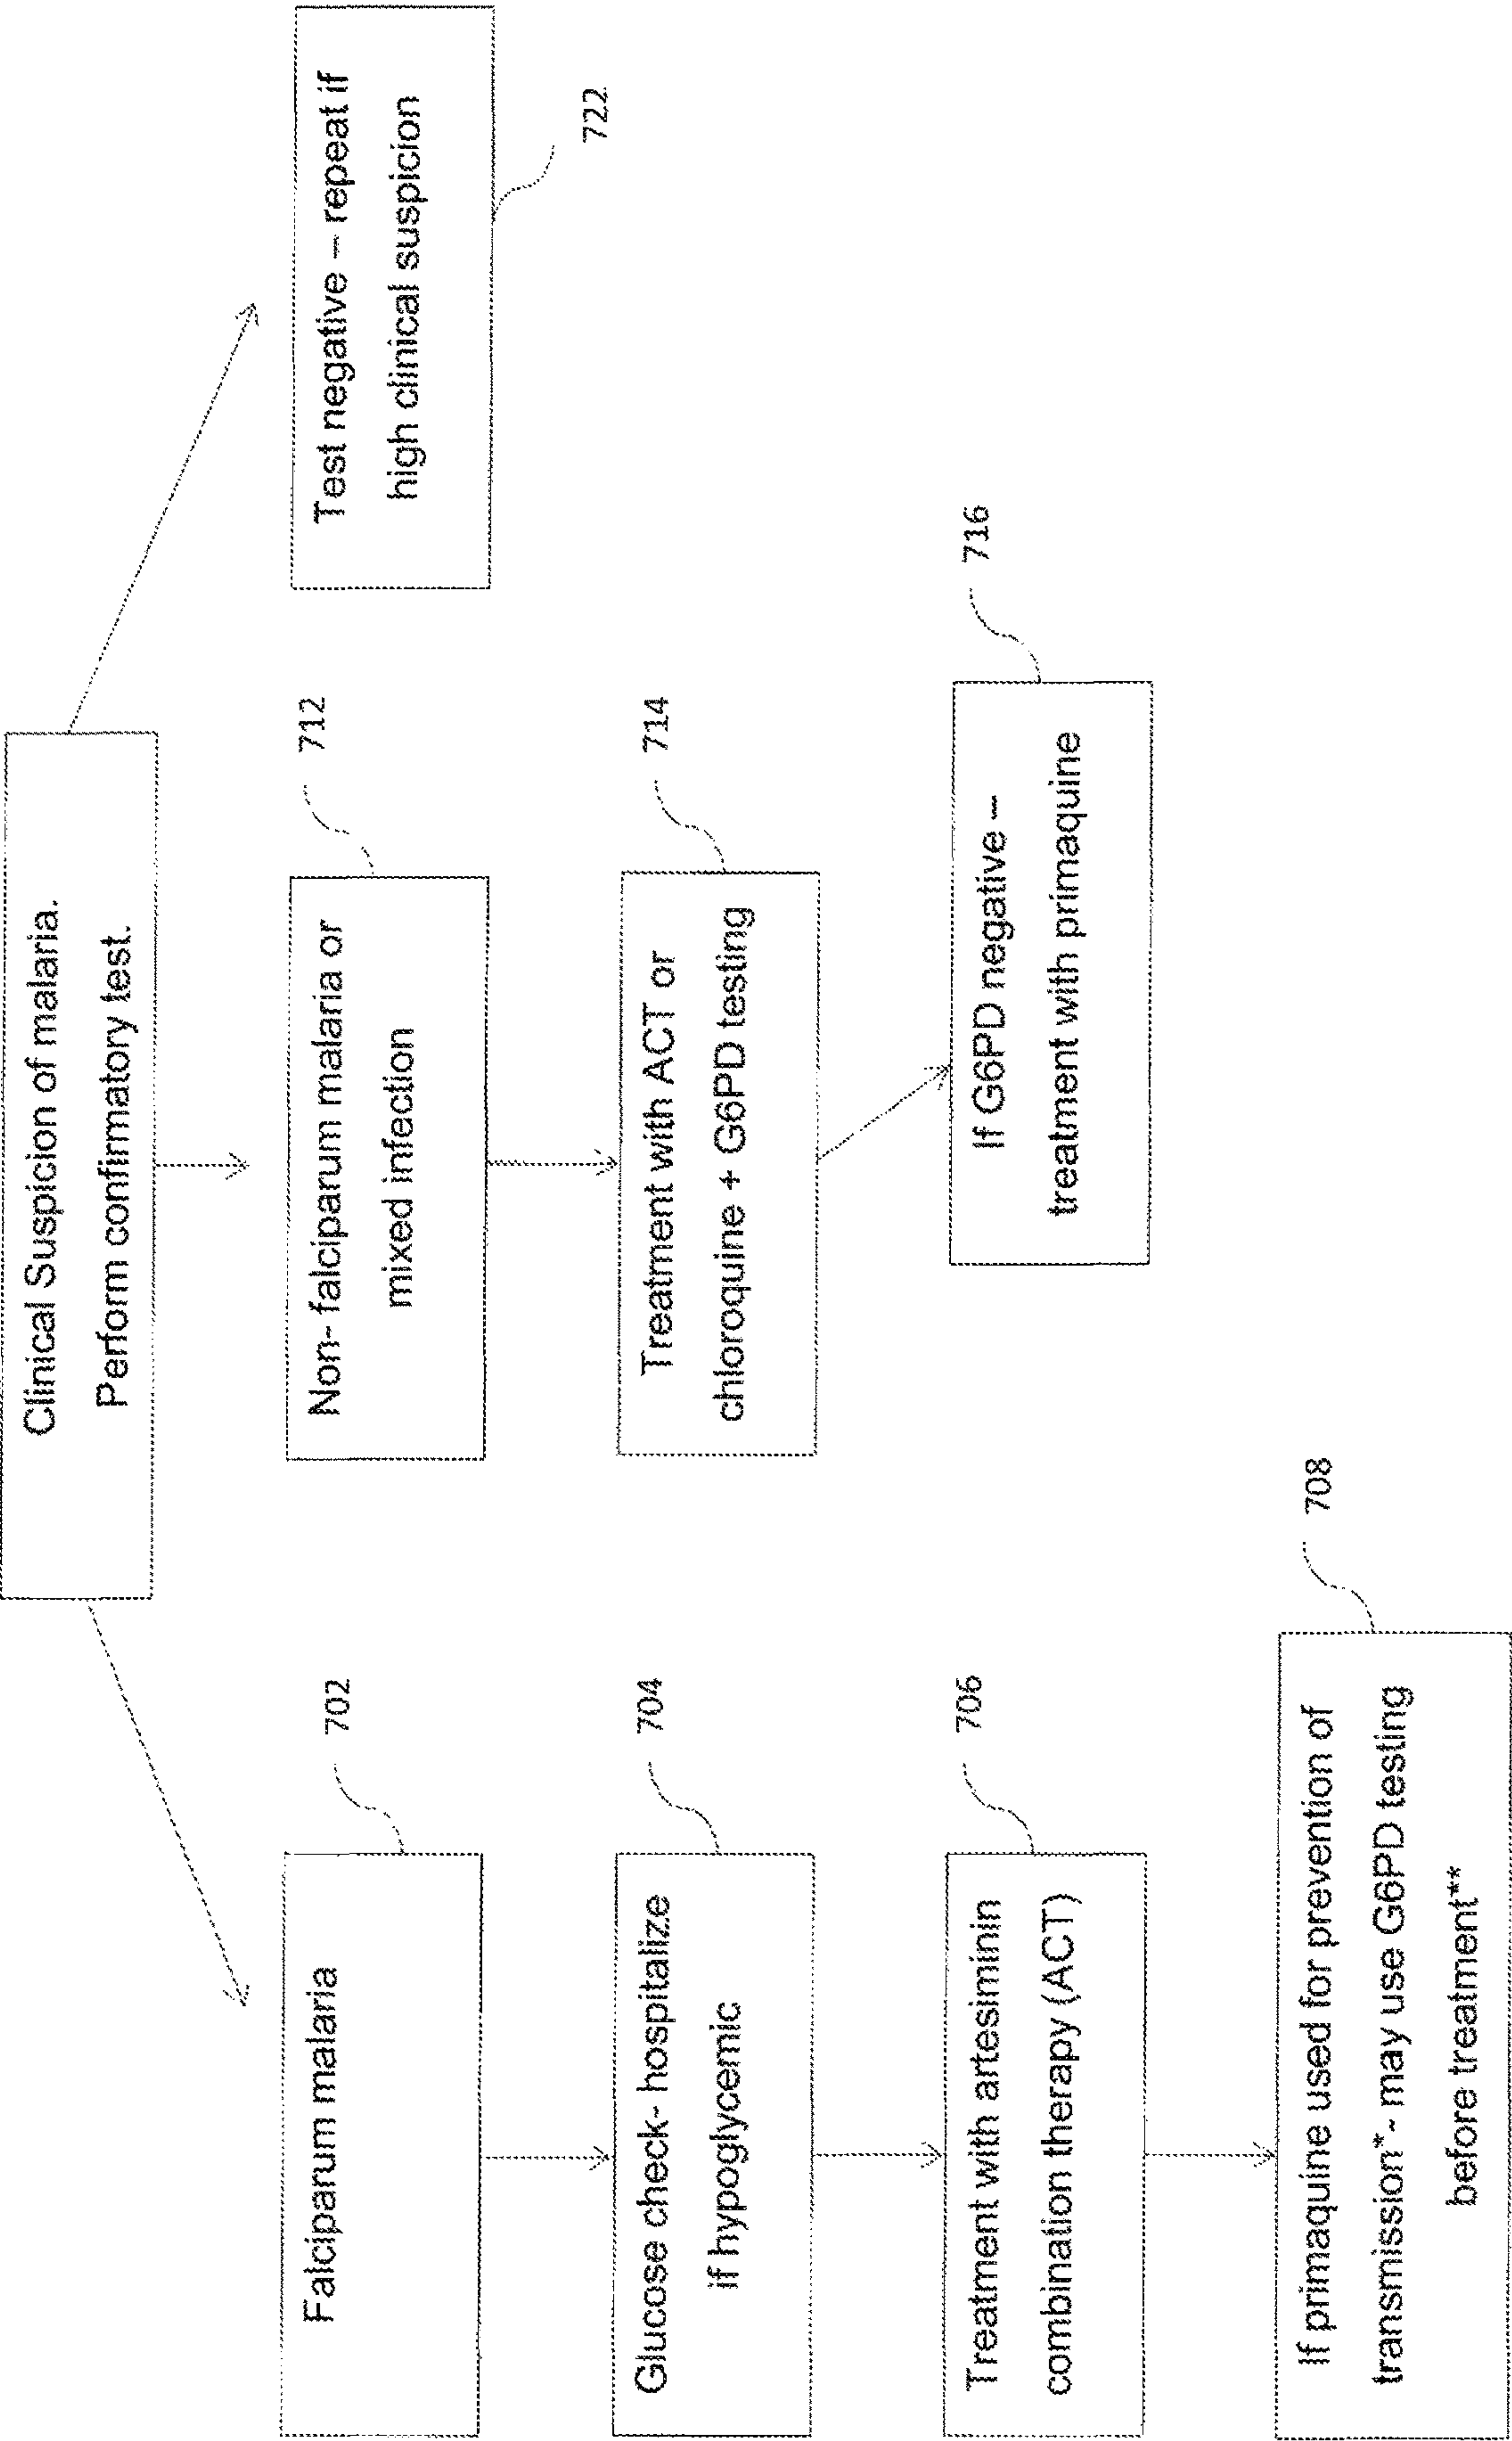 Clinical Suspicion of malaria.
Perform confirmatory test.
702
Falciparum malaria
704
Glucose check- hospitalize
if hypoglycemic
706
Treatment with artesiminin
combination therapy (ACT)
708
If primaquine used for prevention of
transmission*- may use G6PD testing
before treatment**
712
Non- falciparum malaria or
mixed infection
714
Treatment with ACT or
chloroquine + G6PD testing
716
If G6PD negative –
treatment with primaquine
722
Test negative – repeat if
high clinical suspicion